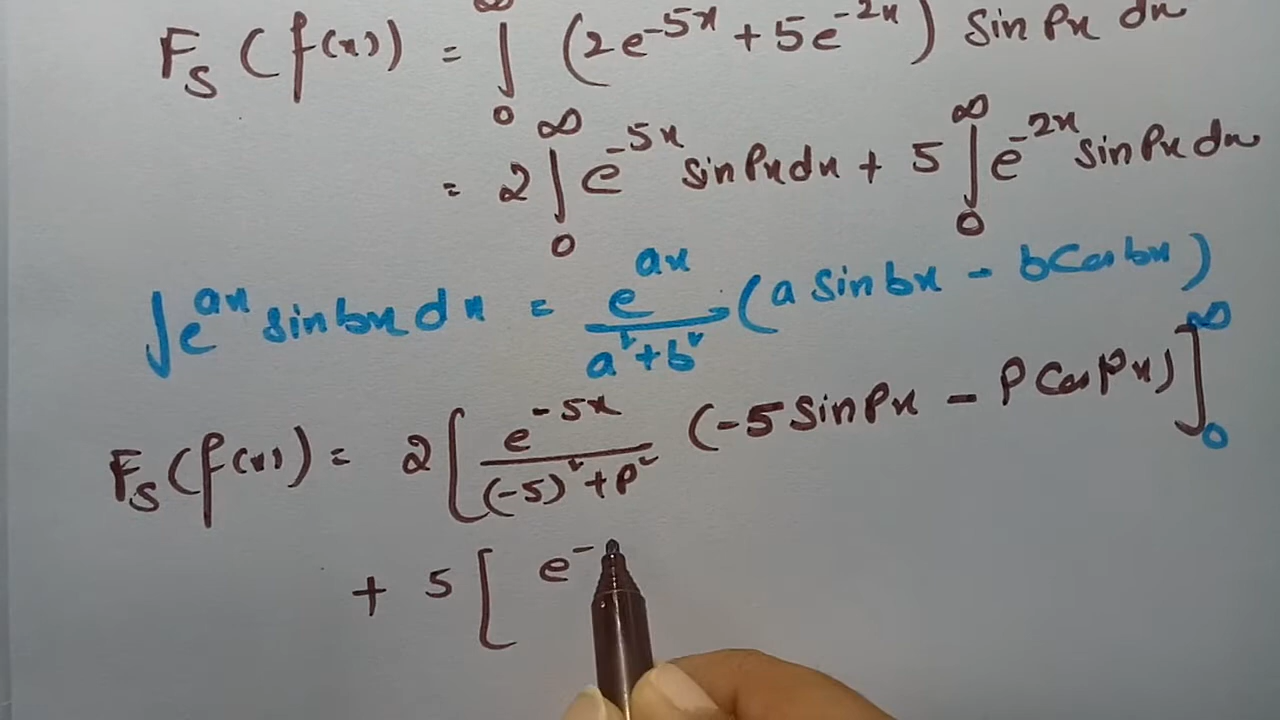 F_S (f(x)) = ∫_0^∞ (2e^{-5x} + 5e^{-2x}) sin Px dx
= 2 ∫_0^∞ e^{-5x} sin Px dx + 5 ∫_0^∞ e^{-2x} sin Px dx
∫ e^{ax} sin bx dx = e^{ax}/(a²+b²) (a sin bx - b Cos bx)
F_S (f(x)) = 2 [ e^{-5x}/((-5)²+P²) (-5 sin Px - P Cos Px) ]_0^∞
+ 5 [ e^-